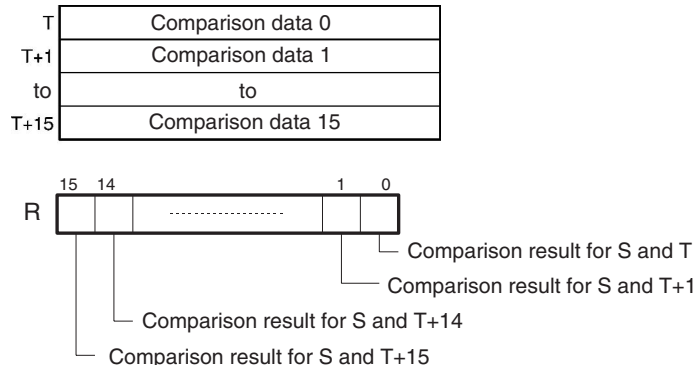 T Comparison data 0
T+1 Comparison data 1
to to
T+15 Comparison data 15
15 14 1 0
R
Comparison result for S and T
Comparison result for S and T+1
Comparison result for S and T+14
Comparison result for S and T+15